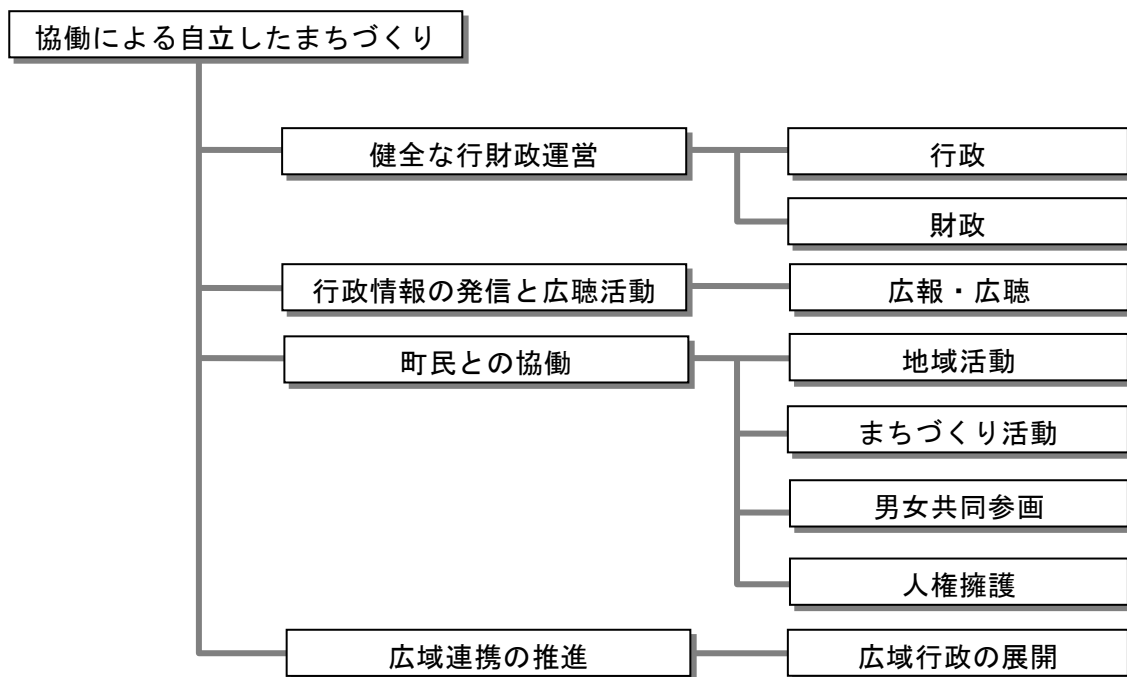 協働による自立したまちづくり
健全な行財政運営
行政
財政
行政情報の発信と広聴活動
広報・広聴
町民との協働
地域活動
まちづくり活動
男女共同参画
人権擁護
広域連携の推進
広域行政の展開